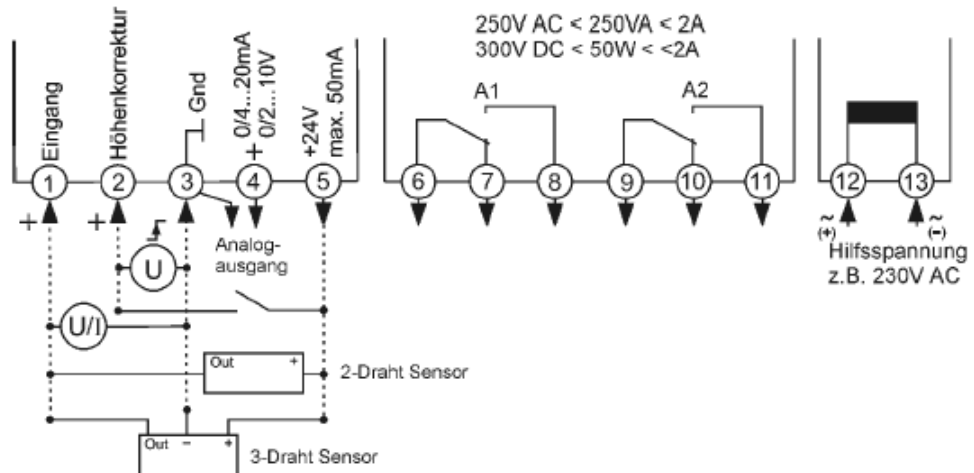 250V AC < 250VA < 2A
300V DC < 50W < <2A
Eingang
Höhenkorrektur
Gnd
0/4...20mA
0/2... 10V
+
+24V
max. 50mA
A1
A2
1
2
3
4
5
6
7
8
9
10
11
12
13
+
+
~
(+)
~
(−)
U
Analog-
ausgang
Hilfsspannung
z.B. 230V AC
U/I
Out
+
2-Draht Sensor
Out
−
+
3-Draht Sensor